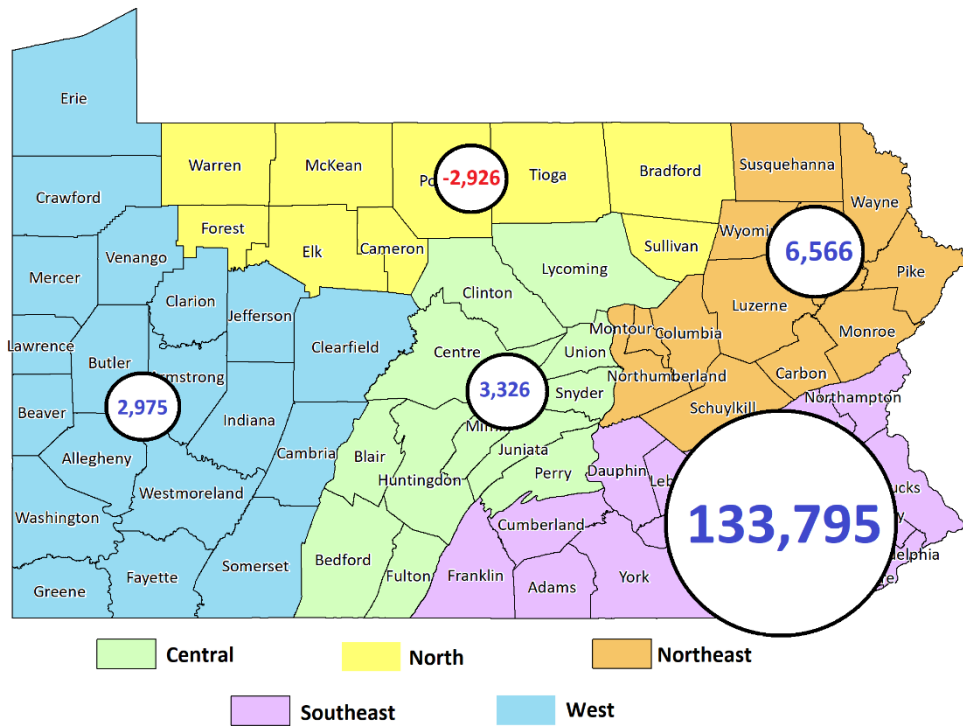 Erie
Warren
McKean
Tioga
Bradford
Susquehanna
Wayne
-2,926
Crawford
Forest
Elk
Cameron
Sullivan
6,566
Pike
Mercer
Venango
Clarion
Jefferson
Lycoming
Clinton
Luzerne
Monroe
Lawrence
Butler
Clearfield
Centre
Union
Montour
Columbia
Carbon
Beaver
2,975
3,326
Snyder
Northumberland
Northampton
Indiana
Schuylkill
Allegheny
Cambria
Blair
Huntingdon
Juniata
Perry
Dauphin
Westmoreland
133,795
Washington
Cumberland
Greene
Fayette
Somerset
Bedford
Fulton
Franklin
Adams
York
Central
North
Northeast
Southeast
West